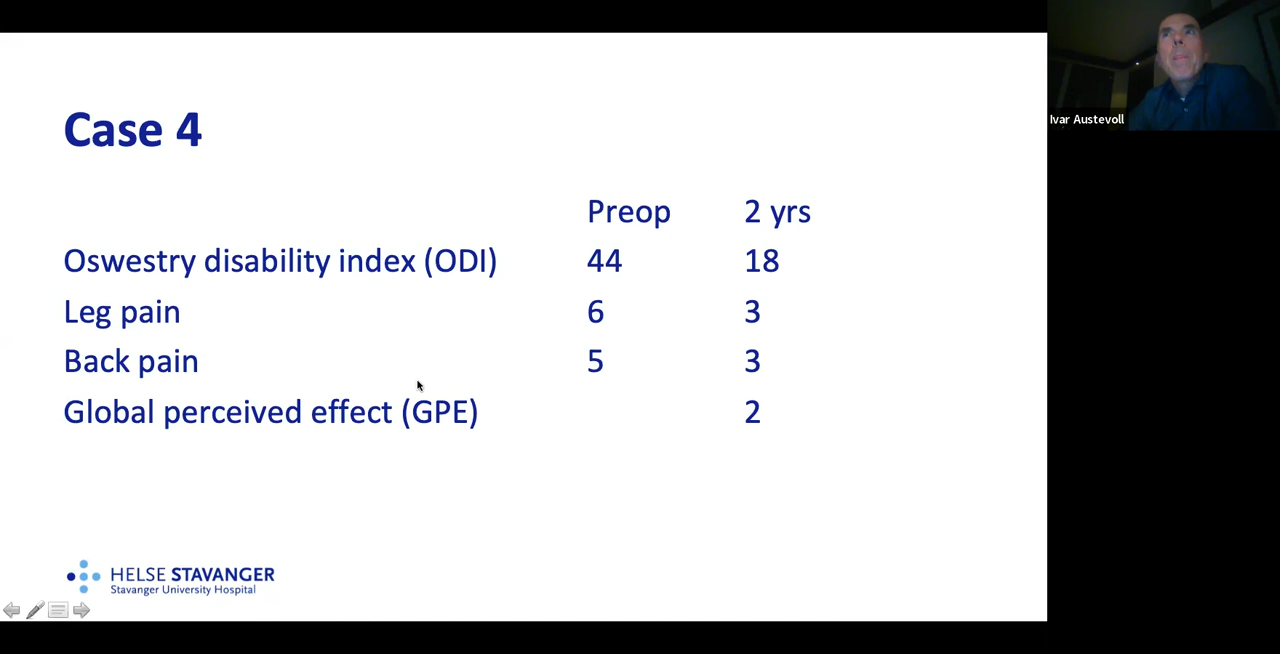 Case 4
Preop 2 yrs
Oswestry disability index (ODI) 44 18
Leg pain 6 3
Back pain 5 3
Global perceived effect (GPE) 2
HELSE STAVANGER
Stavanger University Hospital
Ivar Austevoll